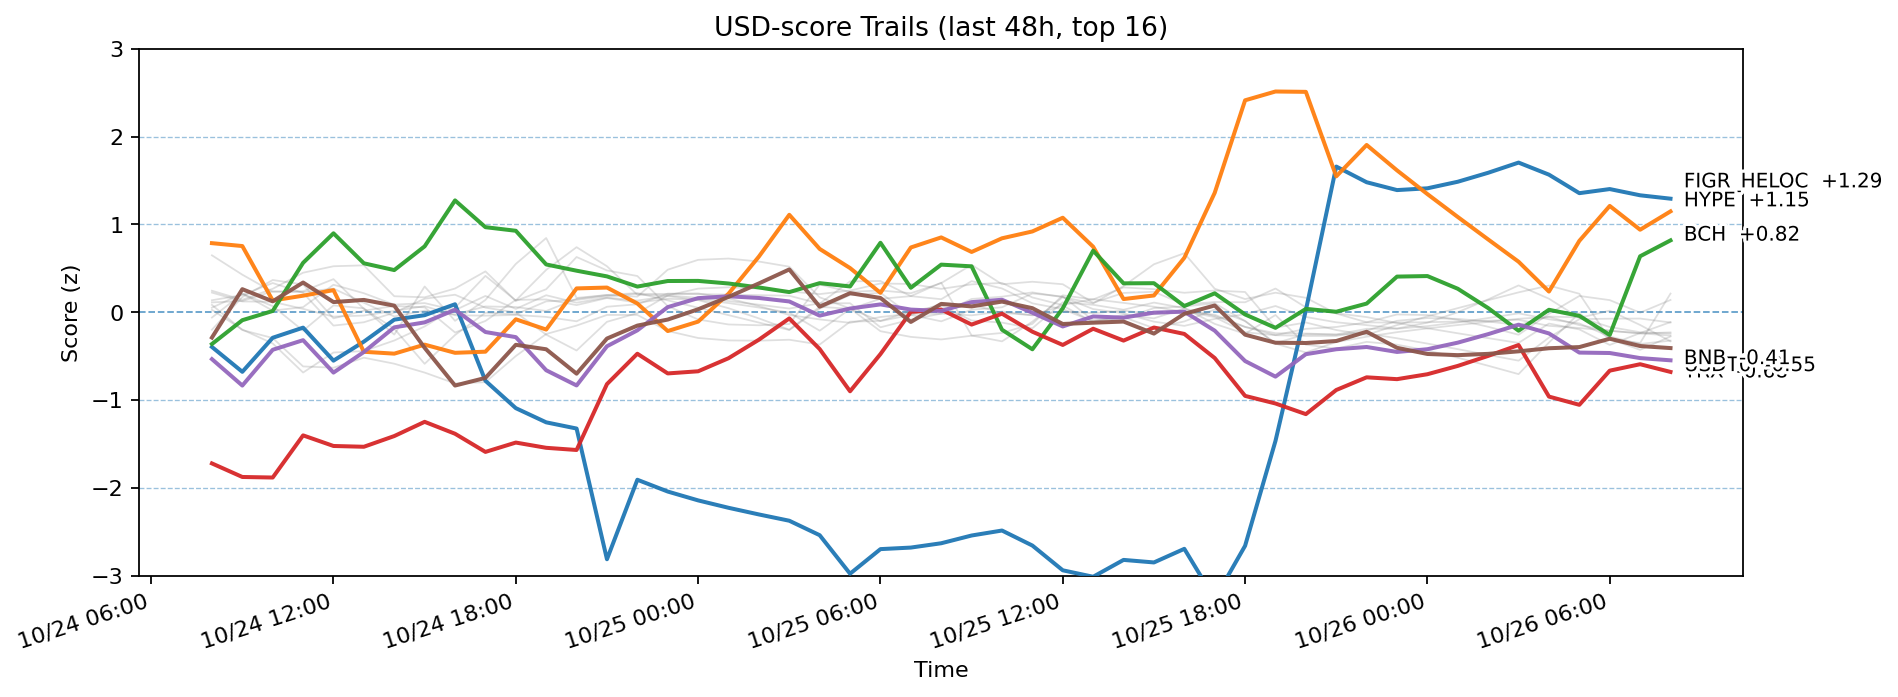 USD-score Trails (last 48h, top 16)
3
2
1
0
−1
−2
−3
Score (z)
FIGR_HELOC +1.29
HYPE +1.15
BCH +0.82
BNB -0.41
10/24 06:00
10/24 12:00
10/24 18:00
10/25 00:00
10/25 06:00
10/25 12:00
10/25 18:00
10/26 00:00
10/26 06:00
Time